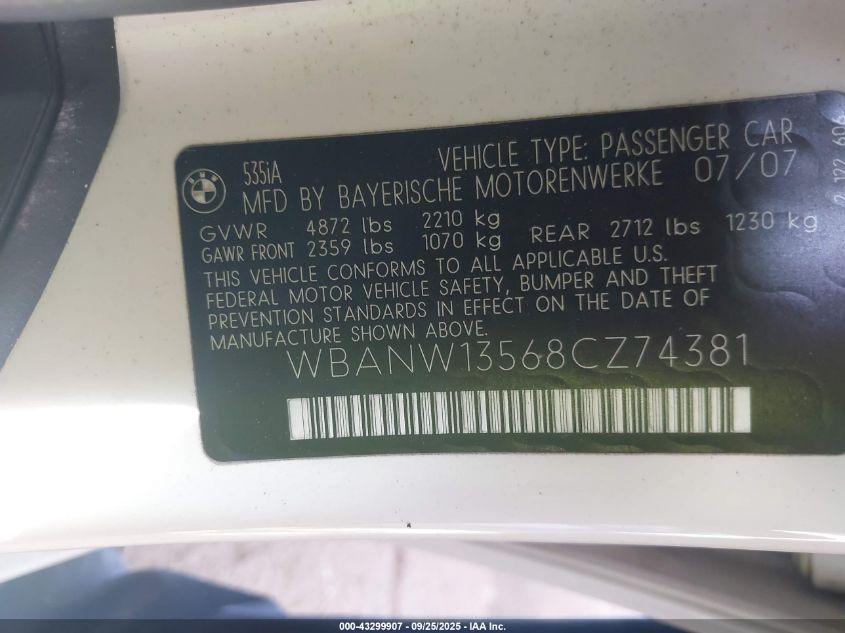 535iA
VEHICLE TYPE: PASSENGER CAR
MFD BY BAYERISCHE MOTORENWERKE 07/07
GVWR 4872 lbs 2210 kg
GAWR FRONT 2359 lbs 1070 kg REAR 2712 lbs 1230 kg
THIS VEHICLE CONFORMS TO ALL APPLICABLE U.S.
FEDERAL MOTOR VEHICLE SAFETY, BUMPER AND THEFT
PREVENTION STANDARDS IN EFFECT ON THE DATE OF
MANUFACTURE SHOWN ABOVE.
WBANW13568CZ74381
000-43299907 - 09/25/2025 - IAA Inc.